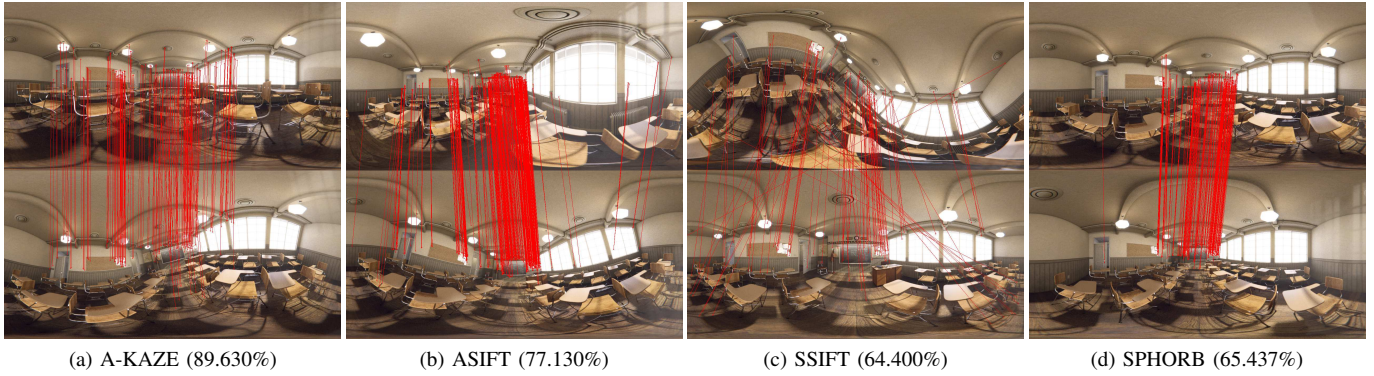 (a) A-KAZE (89.630%)
(b) ASIFT (77.130%)
(c) SSIFT (64.400%)
(d) SPHORB (65.437%)